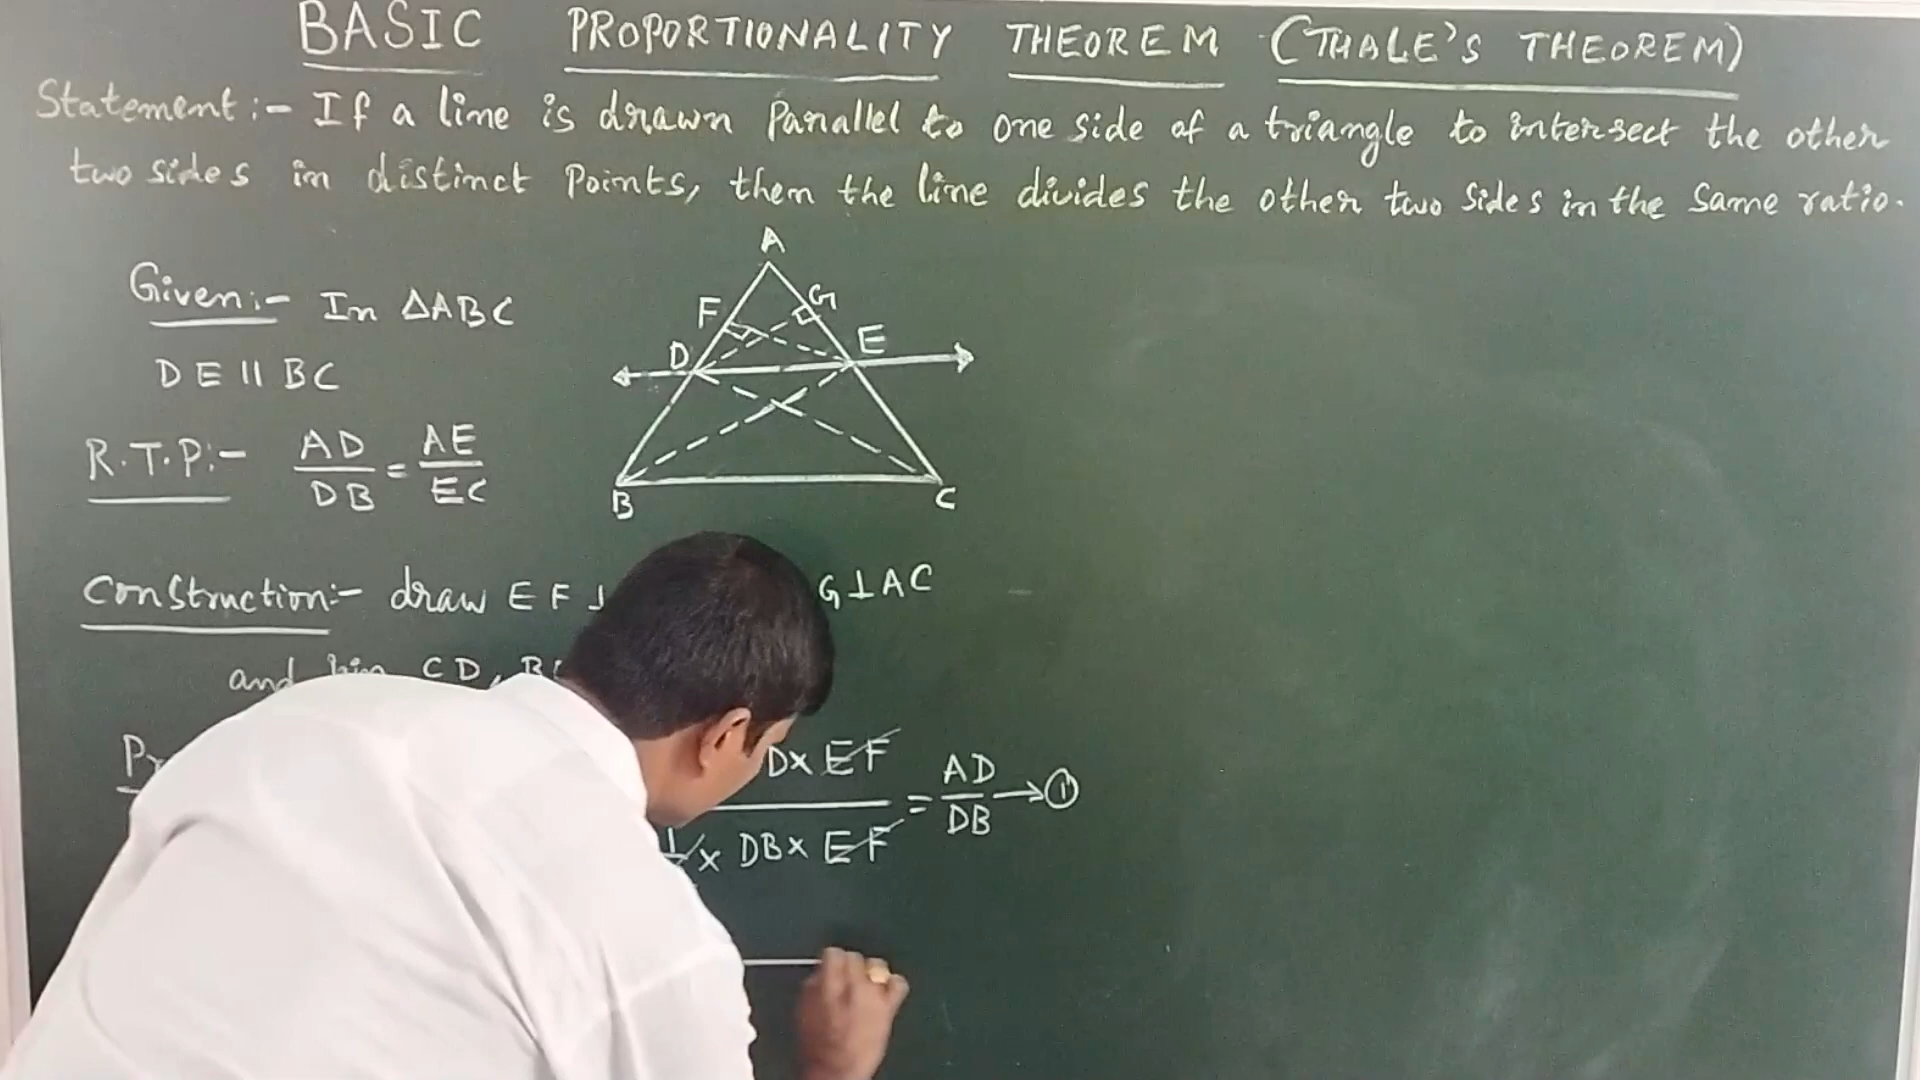 BASIC PROPORTIONALITY THEOREM (THALE'S THEOREM)
Statement:- If a line is drawn Parallel to one side of a triangle to intersect the other
two sides in distinct Points, then the line divides the other two sides in the same ratio.
Given:- In ΔABC
DE || BC
R.T.P:- AD/DB = AE/EC
A
F
G
D
E
B
C
Construction:- draw EF ⊥ G⊥AC
and CD,
D× EF
= AD/DB → ①
1/ × DB× EF